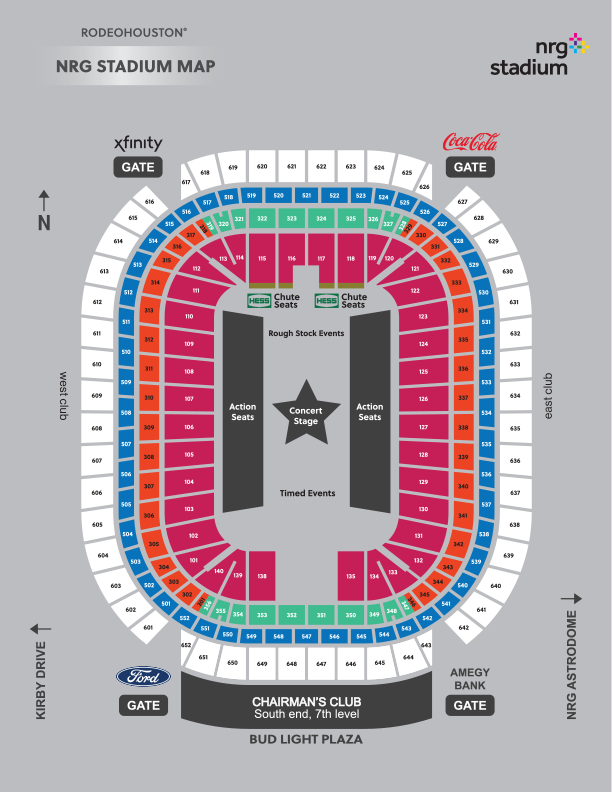 RODEOHOUSTON®
NRG STADIUM MAP
nrg
stadium
xfinity
GATE
Coca-Cola
GATE
N
617 618 619 620 621 622 623 624 625 626
616 615 614 613 612 611 610 609 608 607 606 605 604 603 602 601
627 628 629 630 631 632 633 634 635 636 637 638 639 640 641 642
517 518 519 520 521 522 523 524 525
516 515 514 513 512 511 510 509 508 507 506 505 504 503 502 501
526 527 528 529 530 531 532 533 534 535 536 537 538 539 540 541 542
320 321 322 323 324 325 326 327
317 316 315 314 313 312 311 310 309 308 307 306 305 304 303 302
330 331 332 333 334 335 336 337 338 339 340 341 342 343 544 345
113 114 115 116 117 118 119 120
112 111 110 109 108 107 106 105 104 103 102 101
121 122 123 124 125 126 127 128 129 130 131 132
HESS Chute
Seats
HESS Chute
Seats
Rough Stock Events
Action
Seats
Concert
Stage
Action
Seats
Timed Events
west club
east club
140 139 138 135 134 133
355 354 353 352 351 350 349 348
552 551 550 549 548 547 546 545 544 543
652 651 650 649 648 647 646 645 644 643
KIRBY DRIVE
NRG ASTRODOME
Ford
GATE
CHAIRMAN'S CLUB
South end, 7th level
AMEGY
BANK
GATE
BUD LIGHT PLAZA